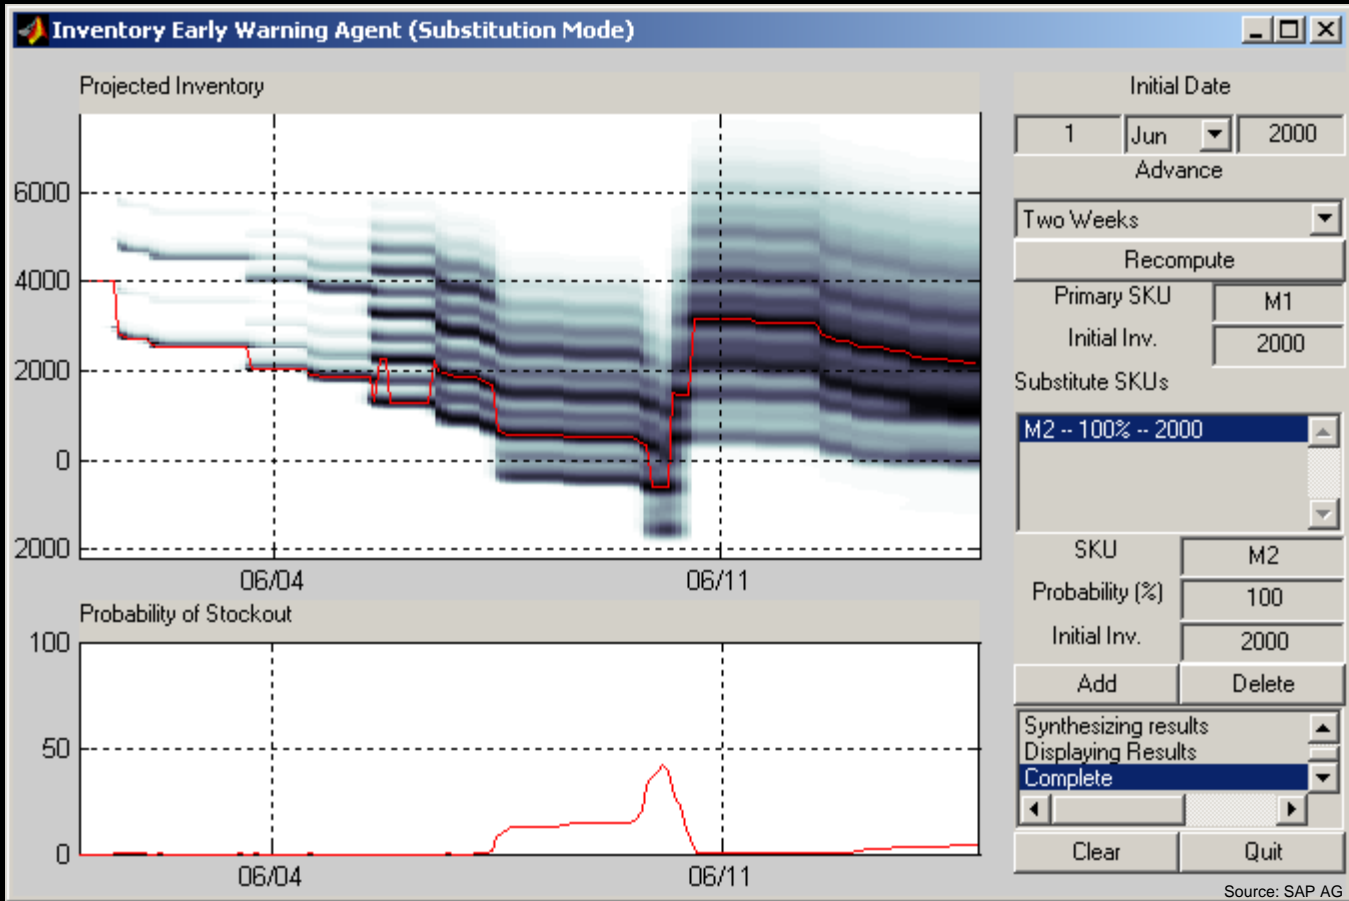 Inventory Early Warning Agent (Substitution Mode)
Projected Inventory
6000
4000
2000
0
2000
06/04
06/11
Probability of Stockout
100
50
0
06/04
06/11
Initial Date
1
Jun
2000
Advance
Two Weeks
Recompute
Primary SKU
M1
Initial Inv.
2000
Substitute SKUs
M2 -- 100% -- 2000
SKU
M2
Probability (%)
100
Initial Inv.
2000
Add
Delete
Synthesizing results
Displaying Results
Complete
Clear
Quit
Source: SAP AG